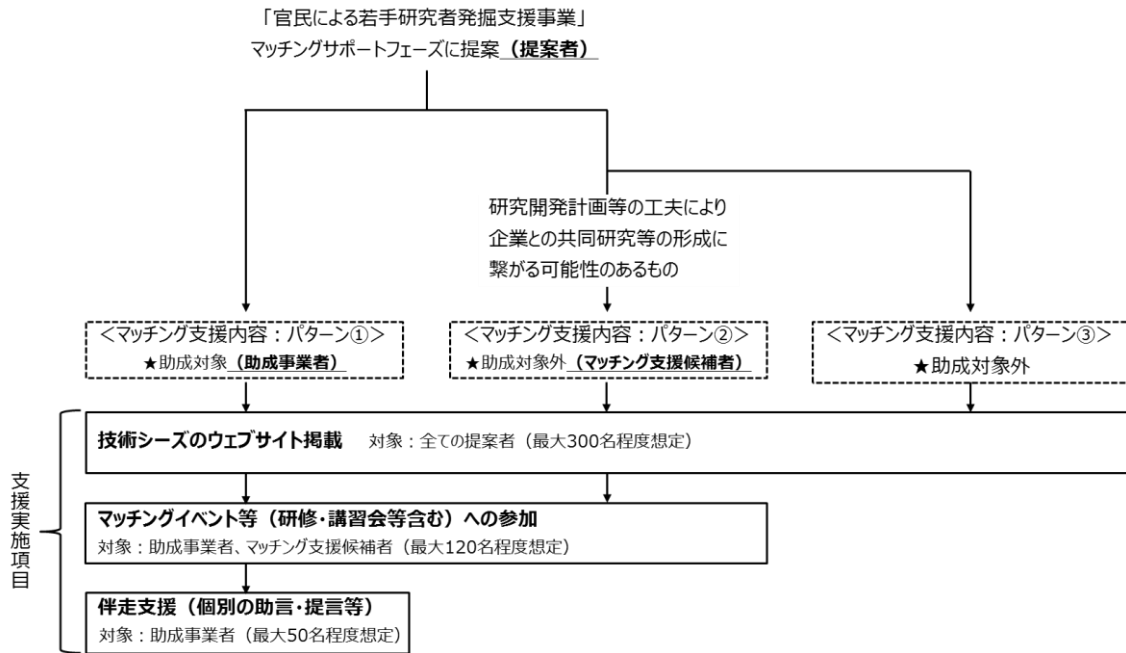 「官民による若手研究者発掘支援事業」
マッチングサポートフェーズに提案（提案者）
研究開発計画等の工夫により
企業との共同研究等の形成に
繋がる可能性のあるもの
＜マッチング支援内容：パターン①＞
★助成対象（助成事業者）
＜マッチング支援内容：パターン②＞
★助成対象外（マッチング支援候補者）
＜マッチング支援内容：パターン③＞
★助成対象外
支援実施項目
技術シーズのウェブサイト掲載　対象：全ての提案者（最大300名程度想定）
マッチングイベント等（研修・講習会等含む）への参加
対象：助成事業者、マッチング支援候補者（最大120名程度想定）
伴走支援（個別の助言・提言等）
対象：助成事業者（最大50名程度想定）